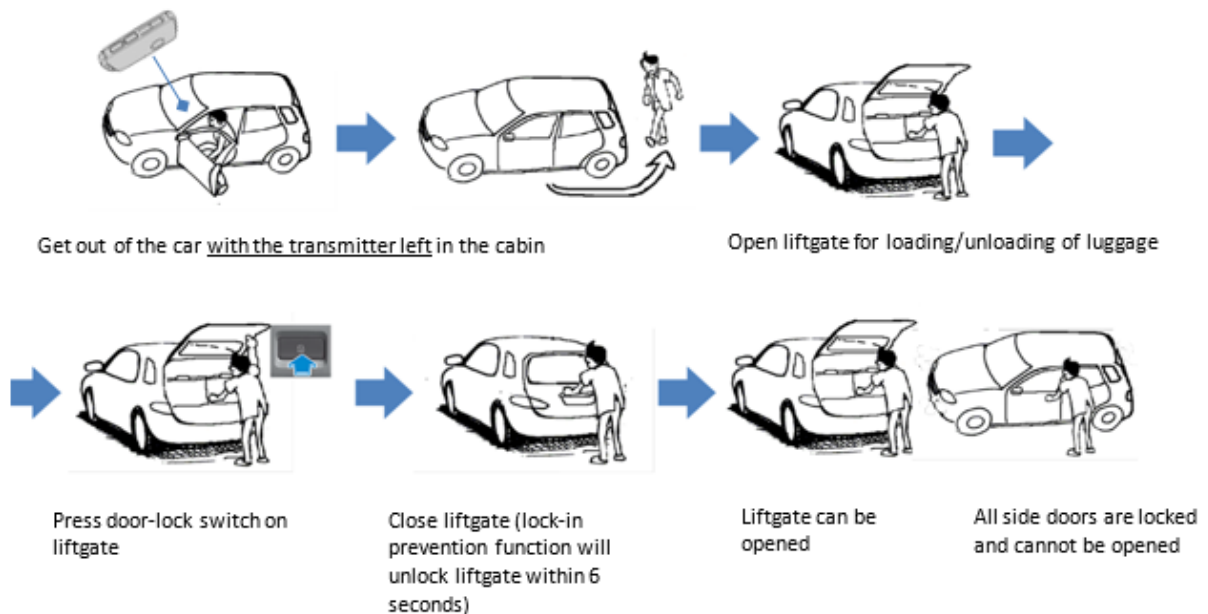 Get out of the car with the transmitter left in the cabin
Open liftgate for loading/unloading of luggage
Press door-lock switch on
liftgate
Close liftgate (lock-in
prevention function will
unlock liftgate within 6
seconds)
Liftgate can be
opened
All side doors are locked
and cannot be opened